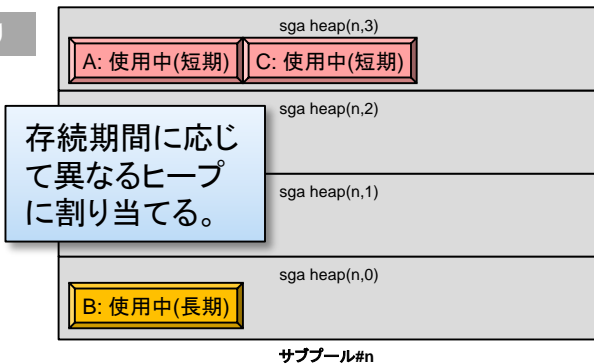 sga heap(n,3)
A: 使用中(短期)
C: 使用中(短期)
sga heap(n,2)
存続期間に応じ
て異なるヒープ
に割り当てる。
sga heap(n,1)
sga heap(n,0)
B: 使用中(長期)
サブプール#n